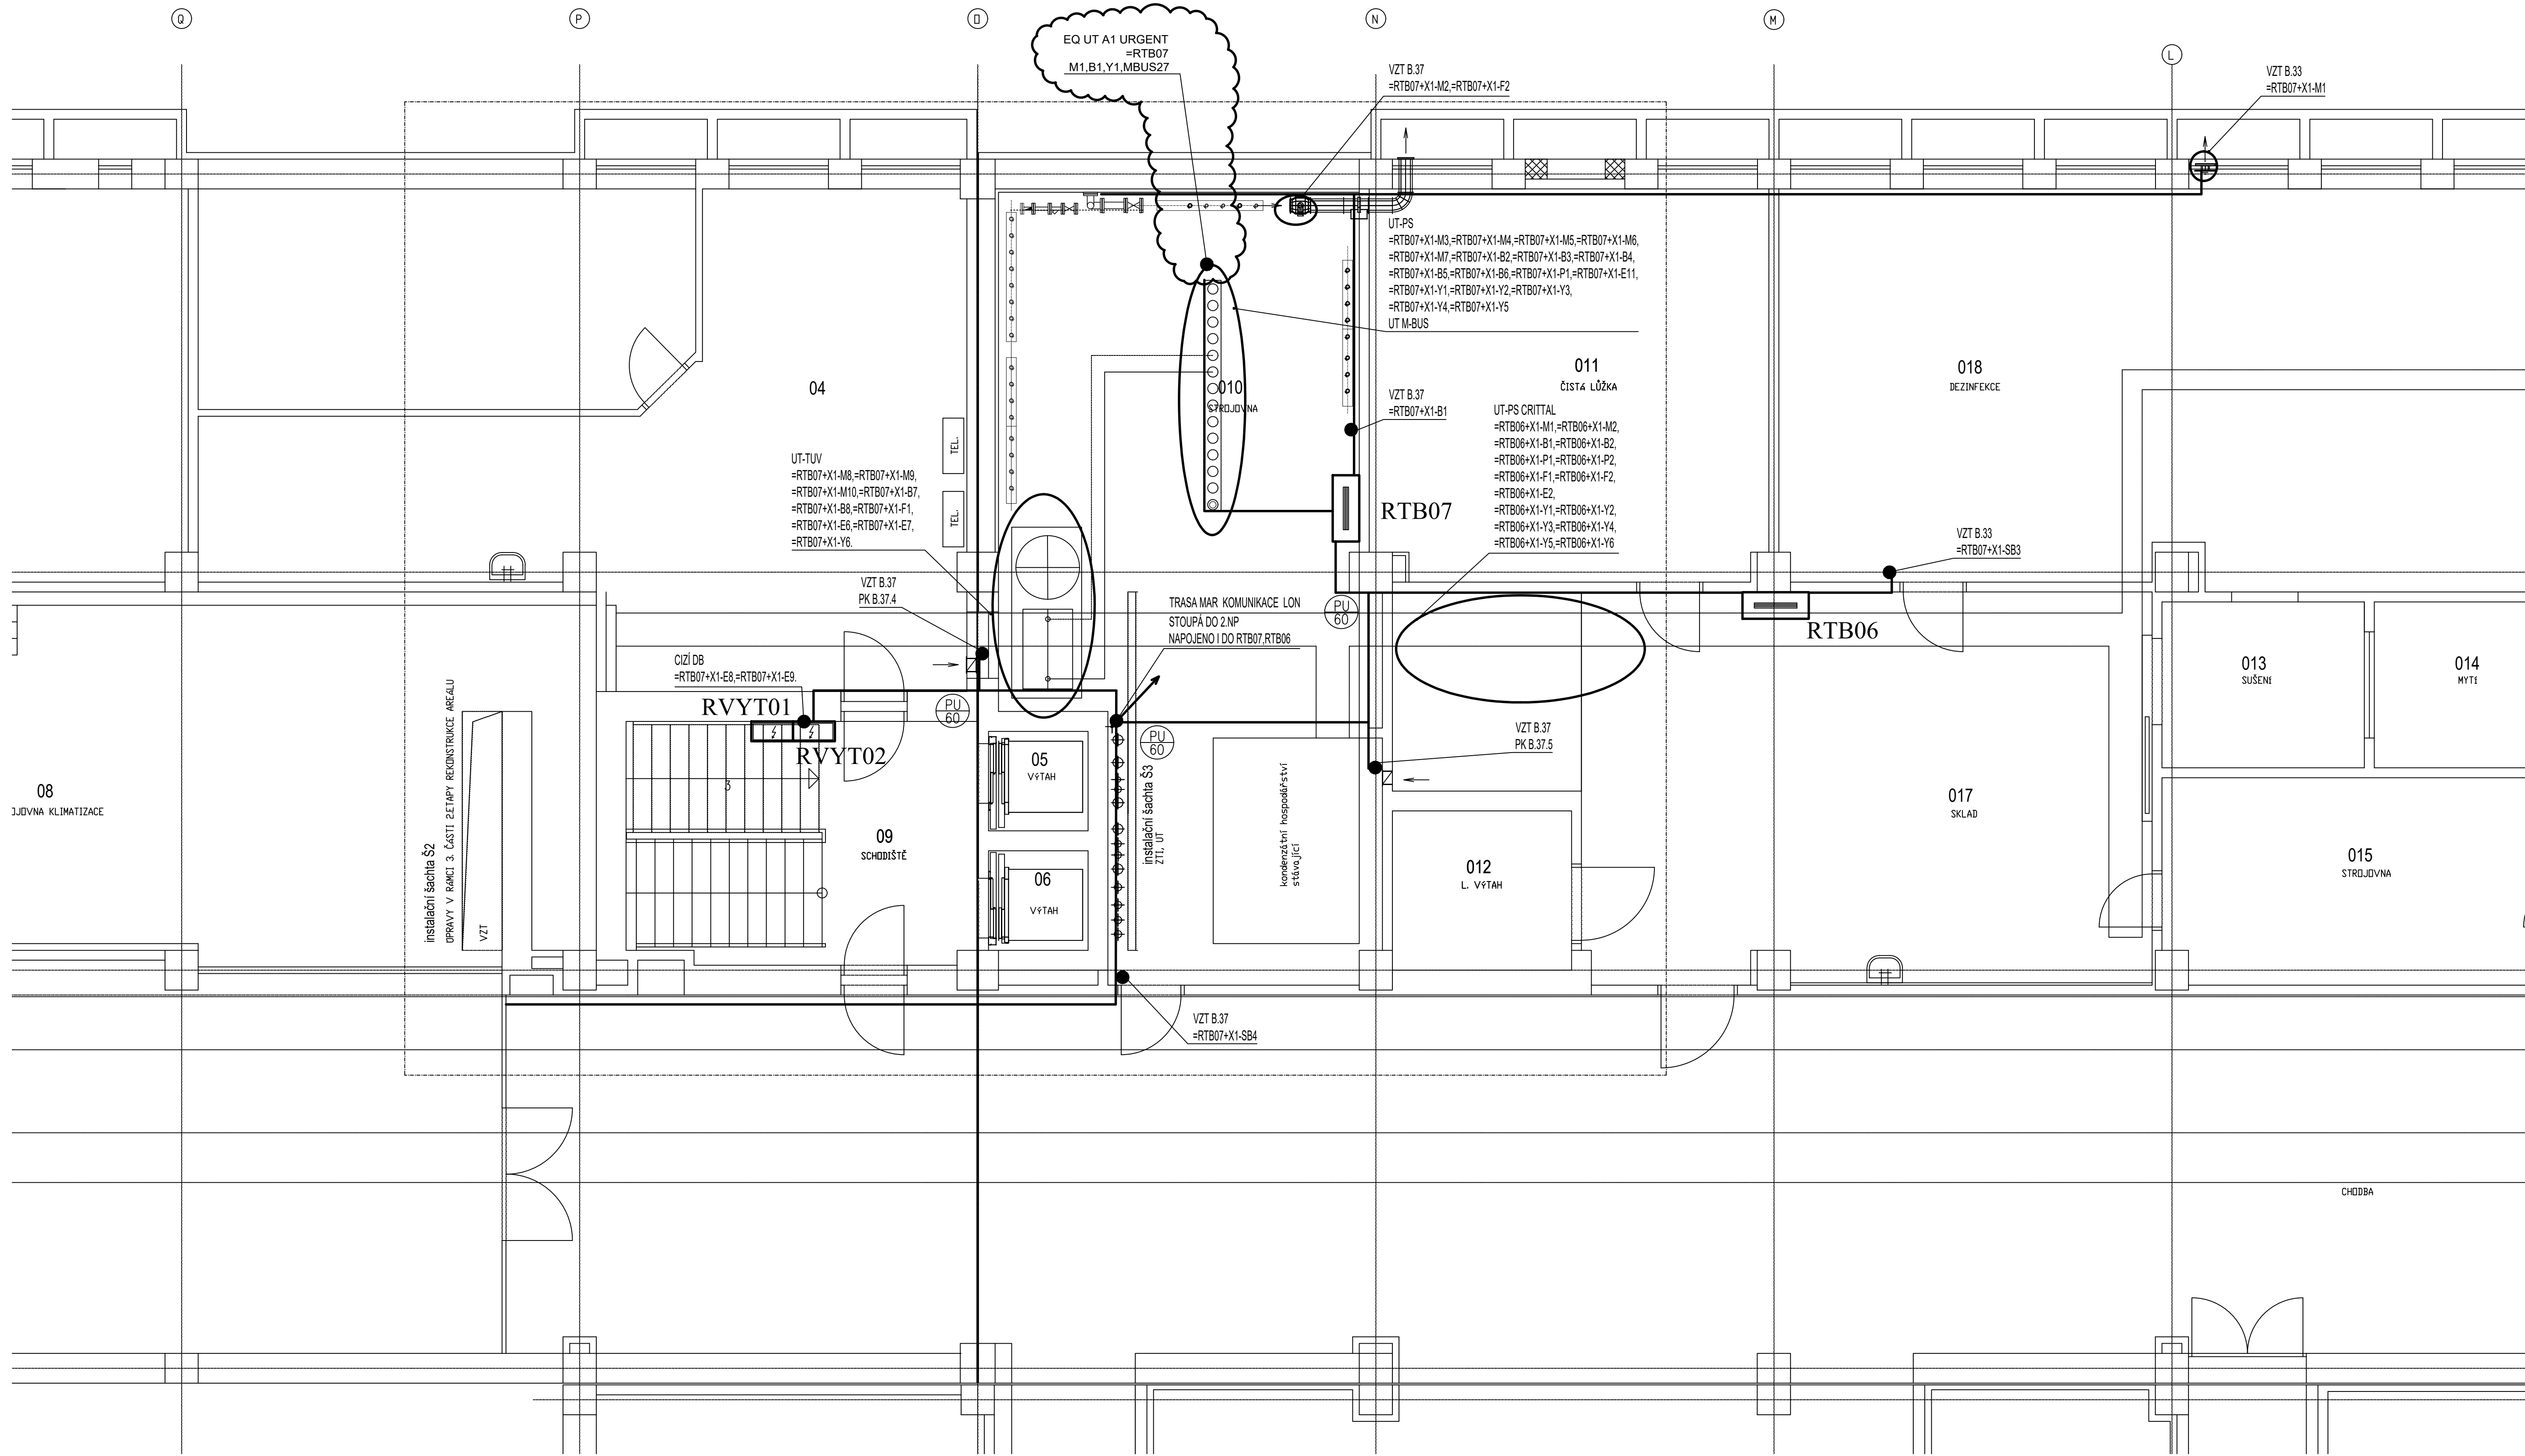 Q
P
O
N
M
L
EQ UT A1 URGENT
=RTB07
M1,B1,Y1,MBUS27
VZT B.37
=RTB07+X1-M2,=RTB07+X1-F2
VZT B.33
=RTB07+X1-M1
UT-PS
=RTB07+X1-M3,=RTB07+X1-M4,=RTB07+X1-M5,=RTB07+X1-M6,
=RTB07+X1-M7,=RTB07+X1-B2,=RTB07+X1-B3,=RTB07+X1-B4,
=RTB07+X1-B5,=RTB07+X1-B6,=RTB07+X1-P1,=RTB07+X1-E11,
=RTB07+X1-Y1,=RTB07+X1-Y2,=RTB07+X1-Y3,
=RTB07+X1-Y4,=RTB07+X1-Y5
UT M-BUS
04
010
STROJOVNA
011
ČISTá LŮŽKA
018
DEZINFEKCE
VZT B.37
=RTB07+X1-B1
UT-PS CRITTAL
=RTB06+X1-M1,=RTB06+X1-M2,
=RTB06+X1-B1,=RTB06+X1-B2,
=RTB06+X1-P1,=RTB06+X1-P2,
=RTB06+X1-F1,=RTB06+X1-F2,
=RTB06+X1-E2,
=RTB06+X1-Y1,=RTB06+X1-Y2,
=RTB06+X1-Y3,=RTB06+X1-Y4,
=RTB06+X1-Y5,=RTB06+X1-Y6
TEL.
TEL.
UT-TUV
=RTB07+X1-M8,=RTB07+X1-M9,
=RTB07+X1-M10,=RTB07+X1-B7,
=RTB07+X1-B8,=RTB07+X1-F1,
=RTB07+X1-E6,=RTB07+X1-E7,
=RTB07+X1-Y6.
RTB07
VZT B.33
=RTB07+X1-SB3
VZT B.37
PK B.37.4
TRASA MAR KOMUNIKACE LON
STOUPÁ DO 2.NP
NAPOJENO I DO RTB07,RTB06
PU
60
RTB06
CIZÍ DB
=RTB07+X1-E8,=RTB07+X1-E9.
RVYT01
RVYT02
PU
60
PU
60
013
SUŠENí
014
MYTí
VZT B.37
PK B.37.5
05
VýTAH
06
VýTAH
3
08
OJOVNA KLIMATIZACE
instalační šachta Š2
ÚPRAVY V RáMCI 3. ČáSTI 2.ETAPY REKONSTRUKCE AREáLU
VZT
09
SCHODIŠTĚ
instalační šachta Š3
ZTI, UT
kondenzátní hospodářství
stávající
012
L. VýTAH
017
SKLAD
015
STROJOVNA
VZT B.37
=RTB07+X1-SB4
CHODBA